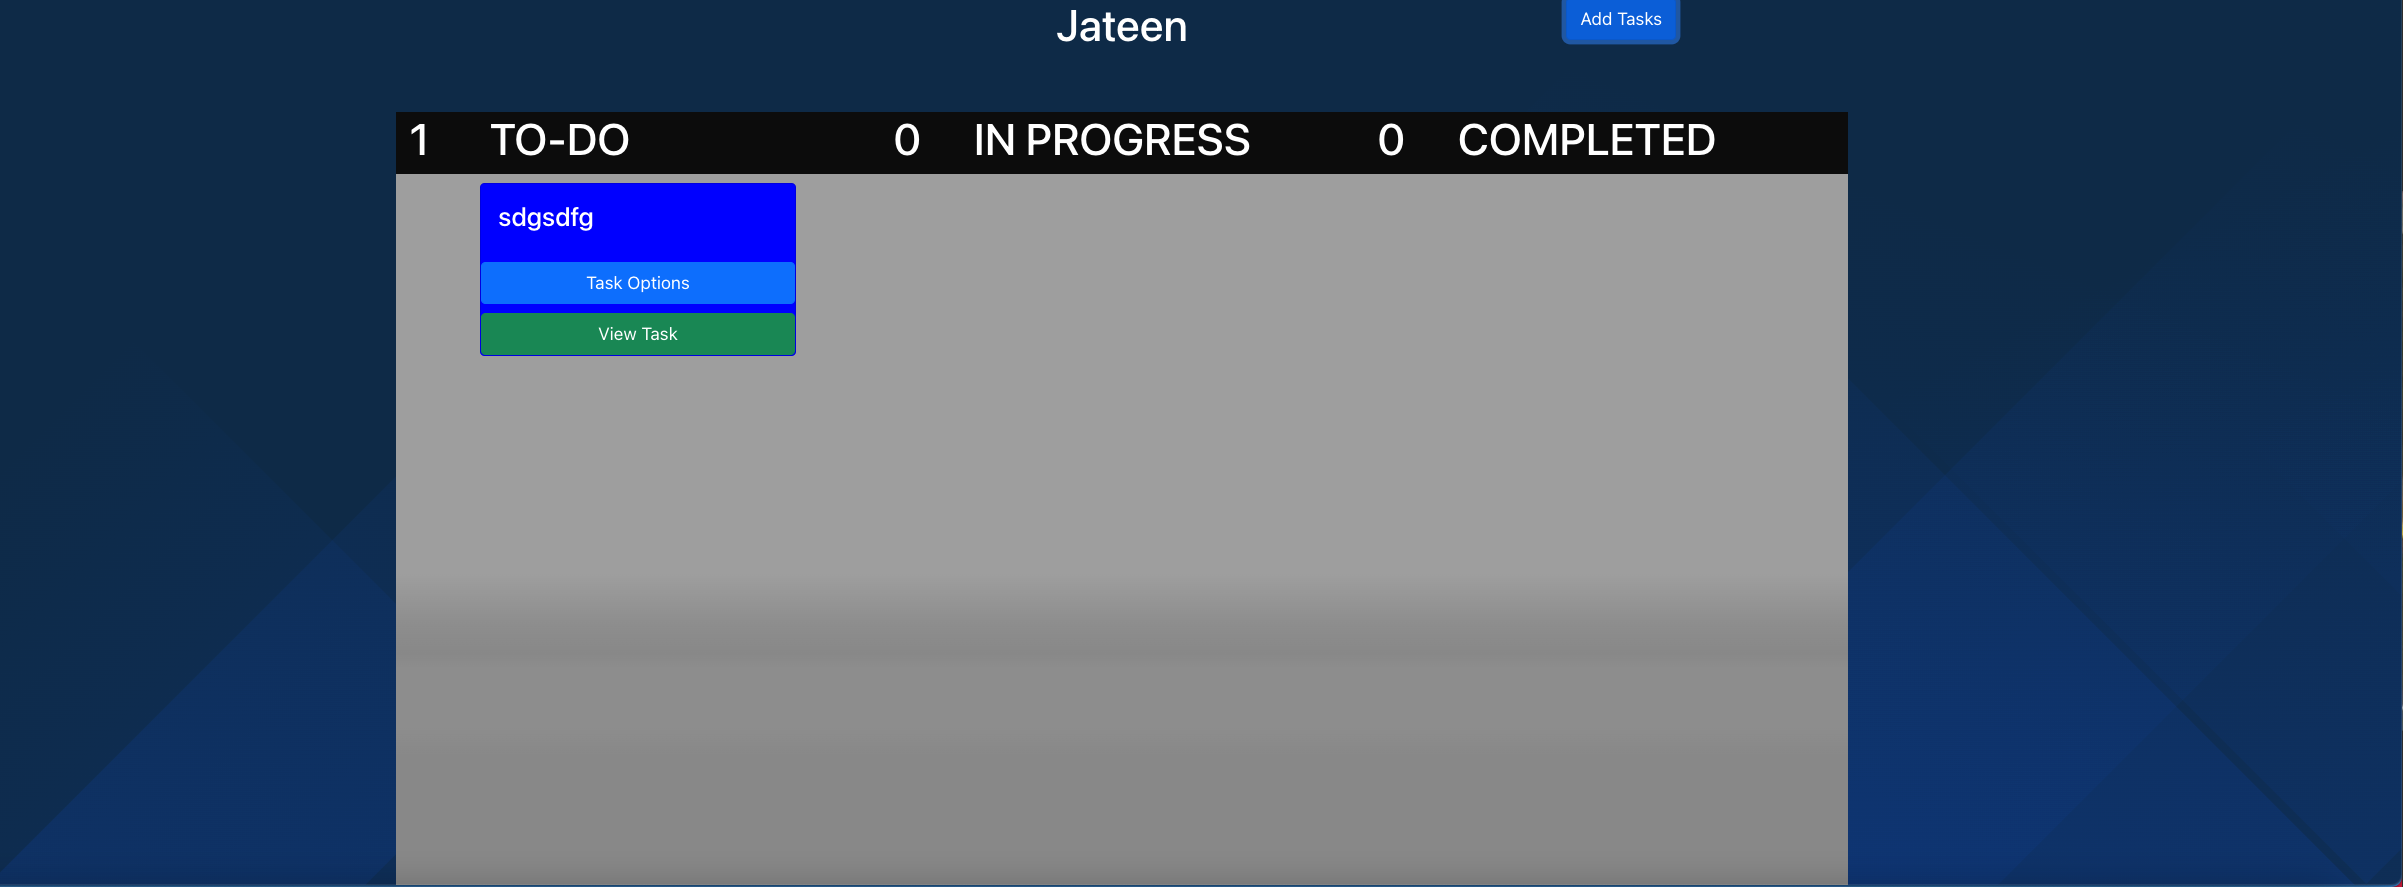 Jateen
Add Tasks
1 TO-DO 0 IN PROGRESS 0 COMPLETED
sdgsdfg
Task Options
View Task